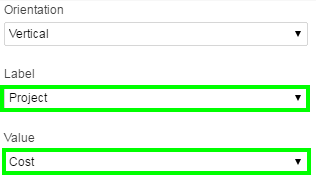 Orientation
Vertical
Label
Project
Value
Cost